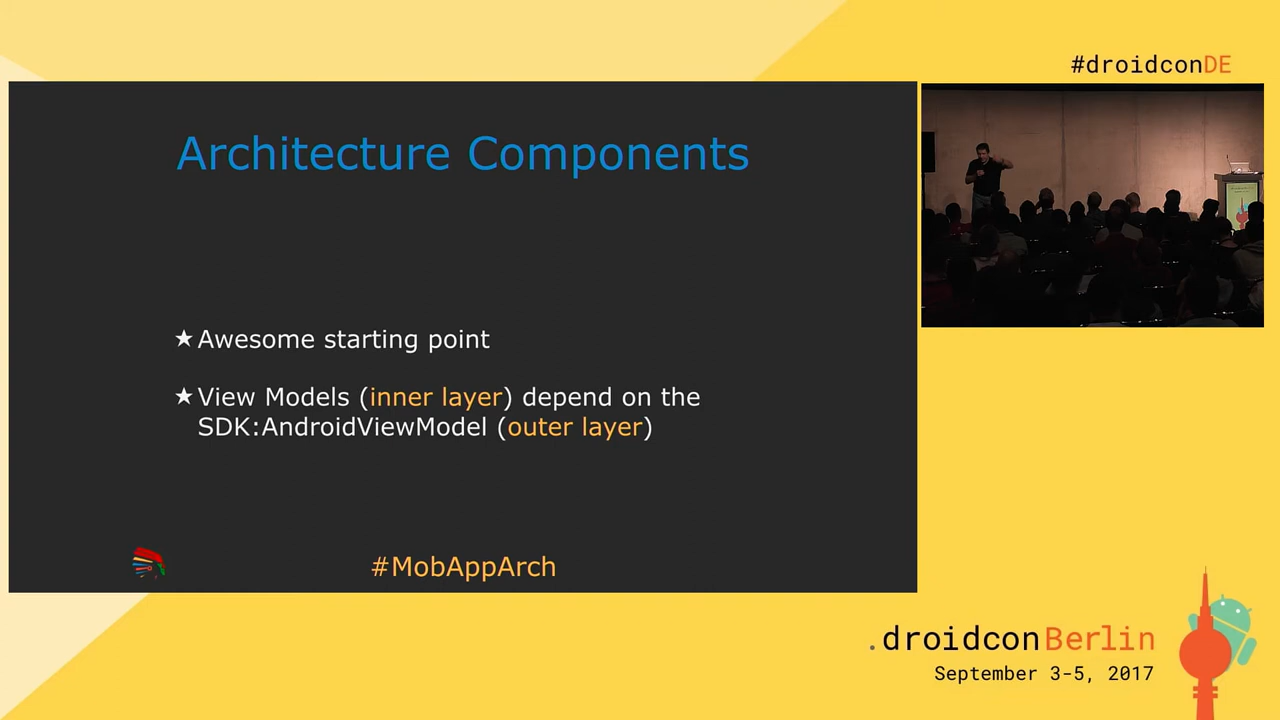 #droidconDE
Architecture Components
★Awesome starting point
★View Models (inner layer) depend on the
SDK:AndroidViewModel (outer layer)
#MobAppArch
.droidconBerlin
September 3-5, 2017